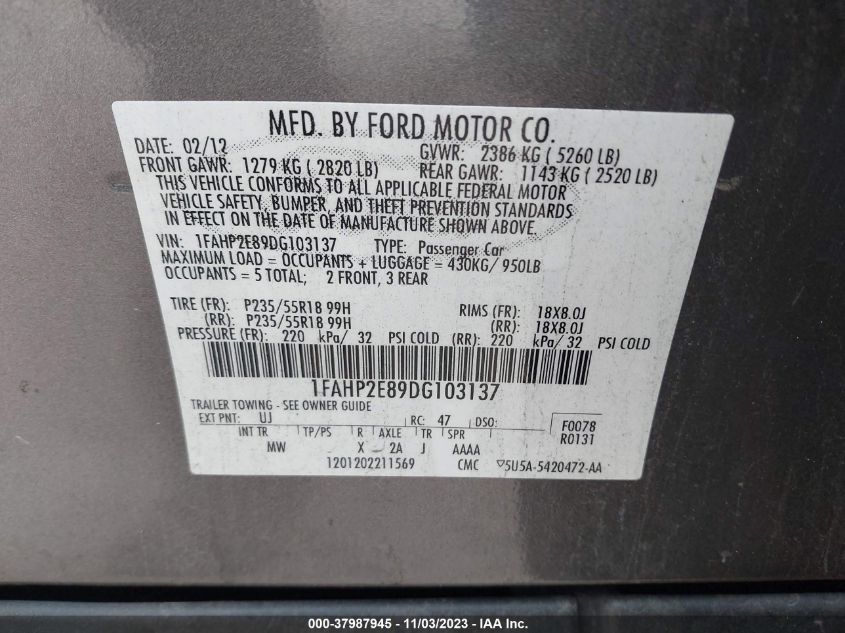 MFD. BY FORD MOTOR CO.
DATE: 02/12 GVWR: 2386 KG ( 5260 LB)
FRONT GAWR: 1279 KG ( 2820 LB) REAR GAWR: 1143 KG ( 2520 LB)
THIS VEHICLE CONFORMS TO ALL APPLICABLE FEDERAL MOTOR
VEHICLE SAFETY, BUMPER, AND THEFT PREVENTION STANDARDS
IN EFFECT ON THE DATE OF MANUFACTURE SHOWN ABOVE.
VIN: 1FAHP2E89DG103137 TYPE: Passenger Car
MAXIMUM LOAD = OCCUPANTS + LUGGAGE = 430KG/ 950LB
OCCUPANTS = 5 TOTAL; 2 FRONT, 3 REAR
TIRE (FR): P235/55R18 99H RIMS (FR): 18X8.0J
(RR): P235/55R18 99H (RR): 18X8.0J
PRESSURE (FR): 220 kPa/ 32 PSI COLD (RR): 220 kPa/ 32 PSI COLD
1FAHP2E89DG103137
TRAILER TOWING - SEE OWNER GUIDE
EXT PNT: UJ RC: 47 DSO: F0078
INT TR TP/PS R AXLE TR SPR R0131
MW X 2A J AAAA
1201202211569 CMC ▽5U5A-5420472-AA
000-37987945 - 11/03/2023 - © IAA Inc.